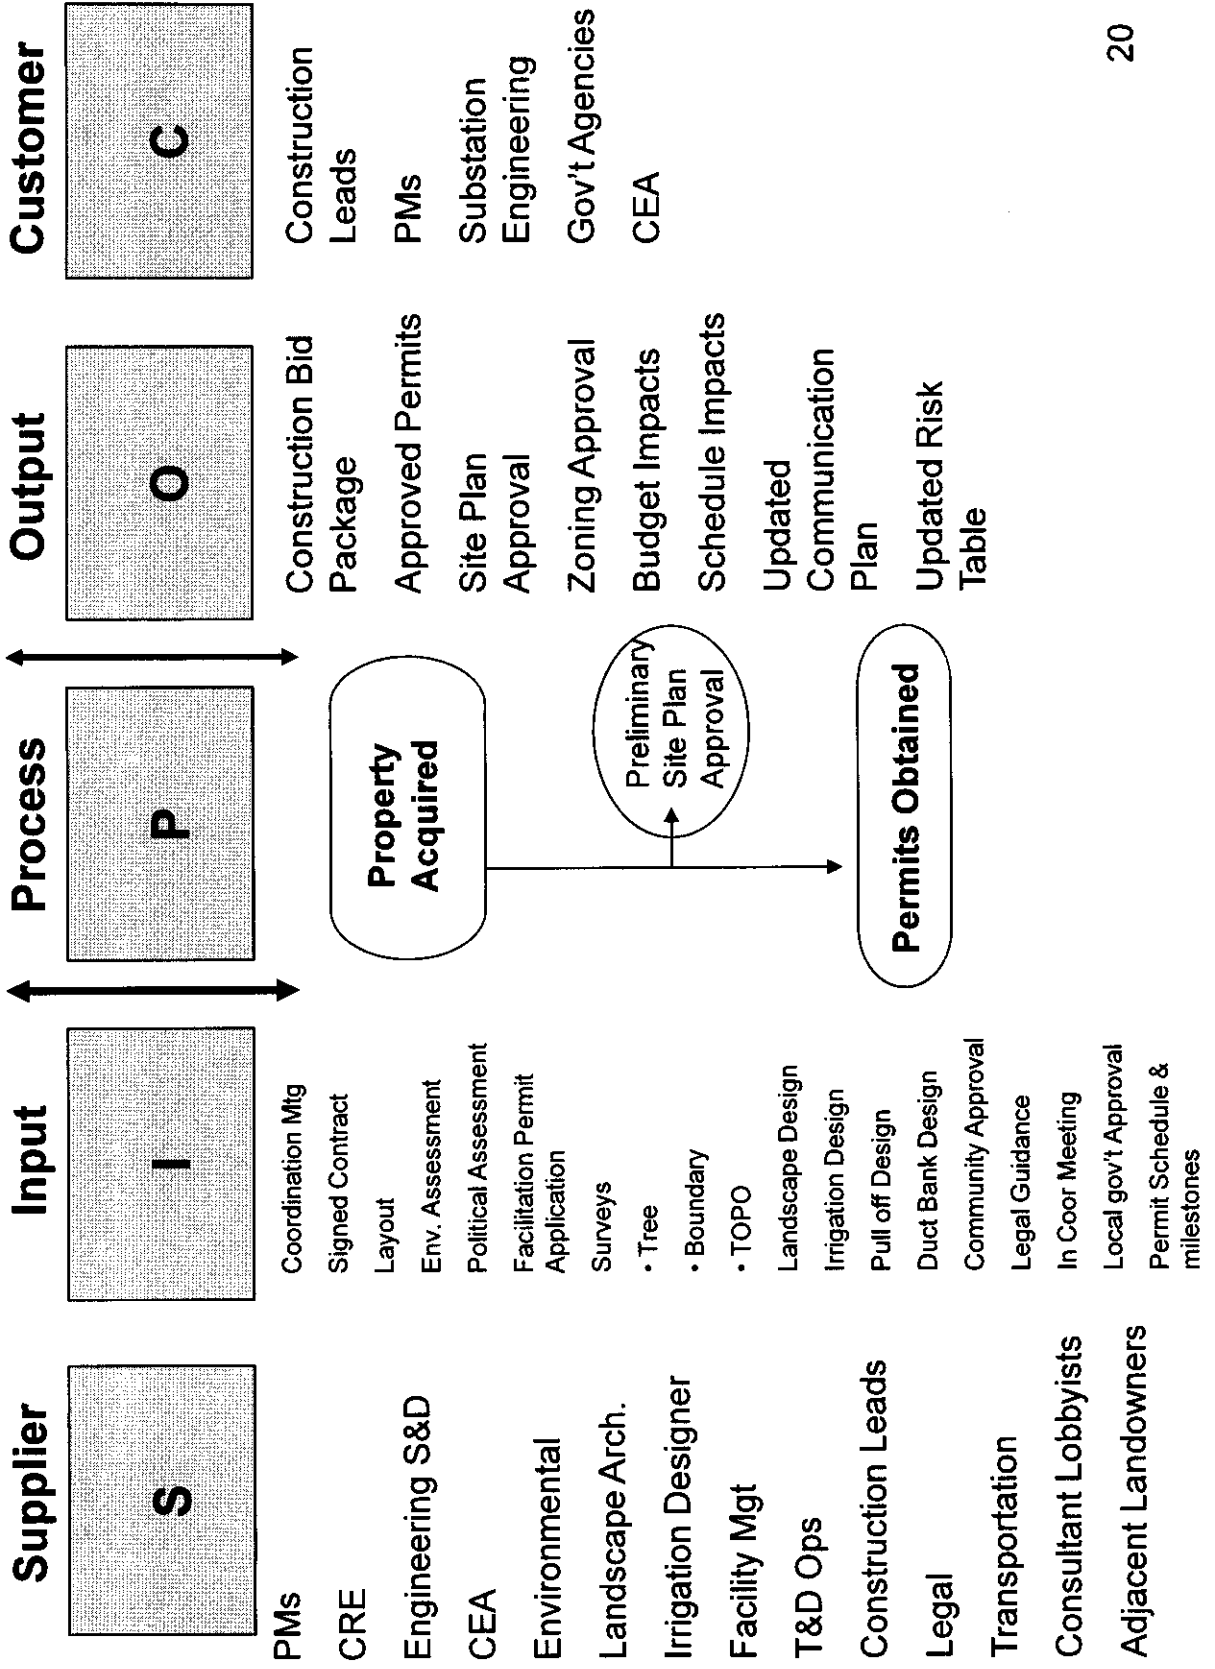 Supplier
S
PMs
CRE
Engineering S&D
CEA
Environmental
Landscape Arch.
Irrigation Designer
Facility Mgt
T&D Ops
Construction Leads
Legal
Transportation
Consultant Lobbyists
Adjacent Landowners
Input
I
Coordination Mtg
Signed Contract
Layout
Env. Assessment
Political Assessment
Facilitation Permit
Application
Surveys
• Tree
• Boundary
• TOPO
Landscape Design
Irrigation Design
Pull off Design
Duct Bank Design
Community Approval
Legal Guidance
In Coor Meeting
Local gov't Approval
Permit Schedule &
milestones
Process
P
Property
Acquired
Preliminary
Site Plan
Approval
Permits Obtained
Output
O
Construction Bid
Package
Approved Permits
Site Plan
Approval
Zoning Approval
Budget Impacts
Schedule Impacts
Updated
Communication
Plan
Updated Risk
Table
Customer
C
Construction
Leads
PMs
Substation
Engineering
Gov't Agencies
CEA
20